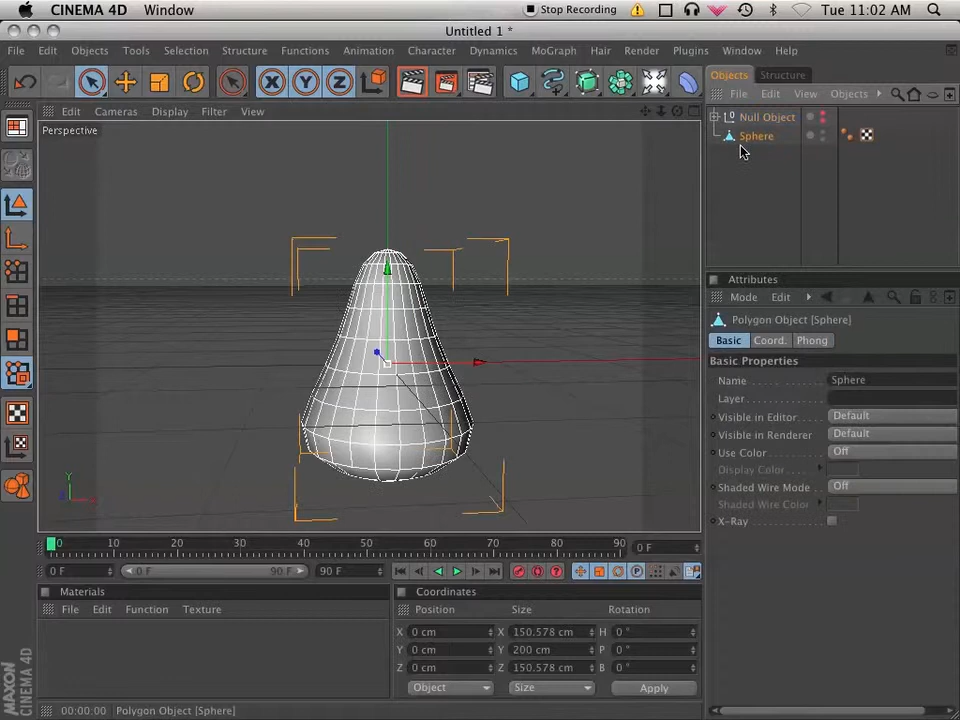 CINEMA 4D Window Stop Recording Tue 11:02 AM
Untitled 1 *
File Edit Objects Tools Selection Structure Functions Animation Character Dynamics MoGraph Hair Render Plugins Window Help
X Y Z
Objects Structure
File Edit View Objects
Edit Cameras Display Filter View
Perspective
Null Object
Sphere
Y
Attributes
Mode Edit
Polygon Object [Sphere]
Basic Coord. Phong
Basic Properties
Name Sphere
Layer
Visible in Editor Default
Visible in Renderer Default
Use Color Off
Display Color
Shaded Wire Mode Off
Shaded Wire Color
X-Ray
0 10 20 30 40 50 60 70 80 90 0 F
0 F 0 F 90 F 90 F
Materials
File Edit Function Texture
Coordinates
Position Size Rotation
X 0 cm X 150.578 cm H 0 °
Y 0 cm Y 200 cm P 0 °
Z 0 cm Z 150.578 cm B 0 °
Object Size Apply
MAXON CINEMA 4D
00:00:00 Polygon Object [Sphere]